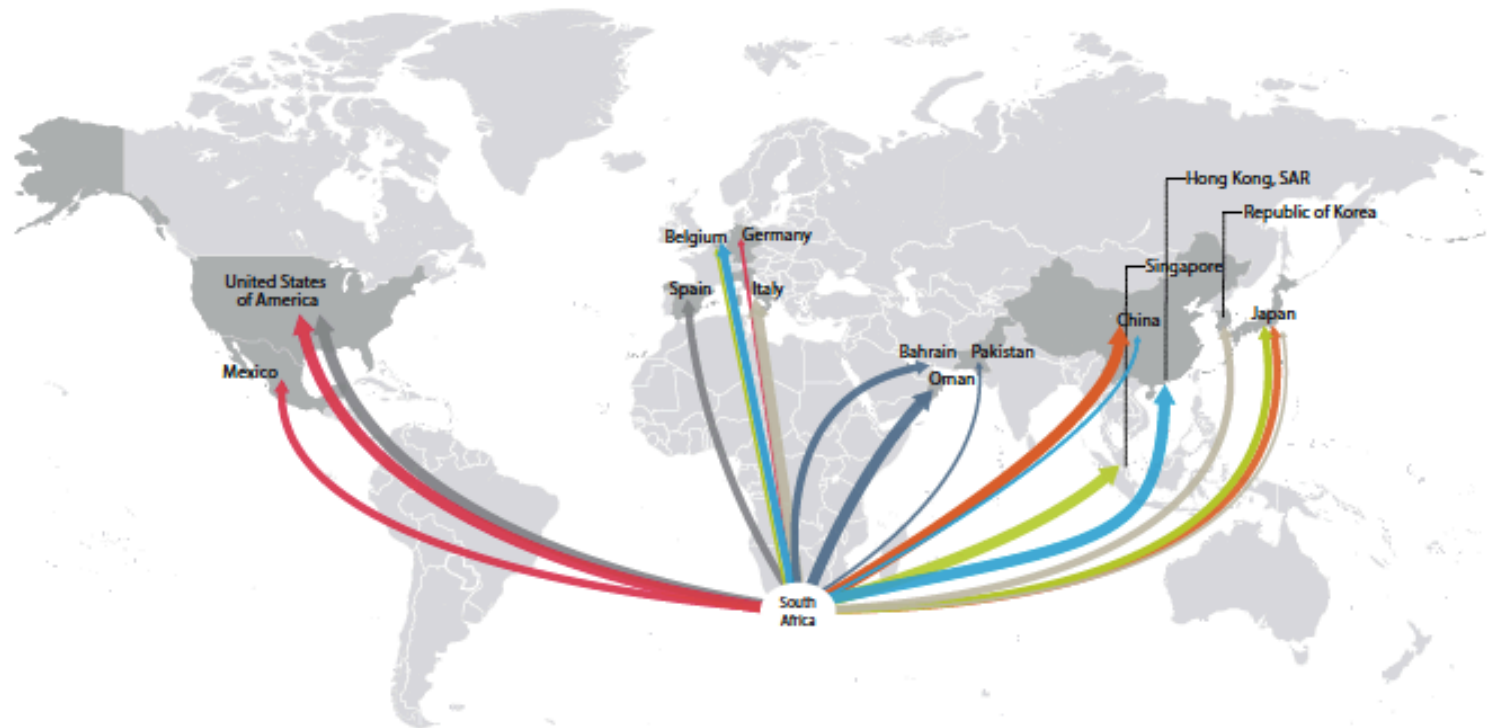 Hong Kong, SAR
Republic of Korea
Belgium
Germany
Singapore
United States
of America
Spain
Italy
China
Japan
Bahrain
Pakistan
Mexico
Oman
South
Africa